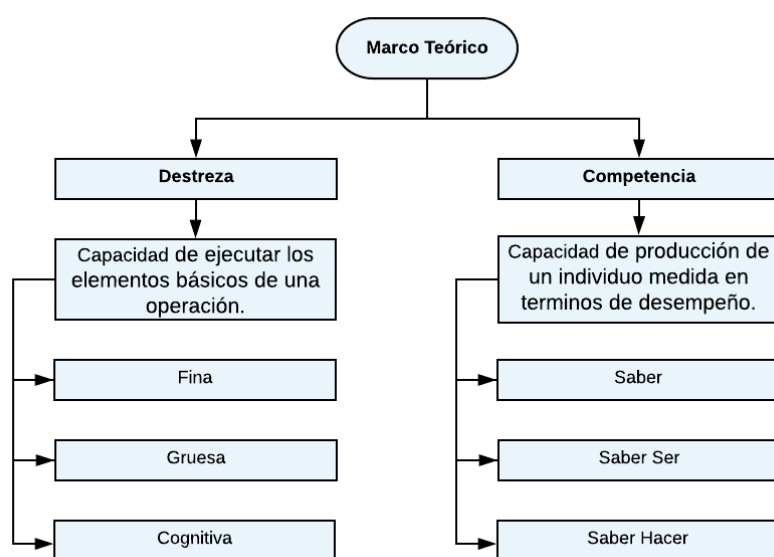 Marco Teórico
Destreza
Capacidad de ejecutar los
elementos básicos de una
operación.
Fina
Gruesa
Cognitiva
Competencia
Capacidad de producción de
un individuo medida en
terminos de desempeño.
Saber
Saber Ser
Saber Hacer